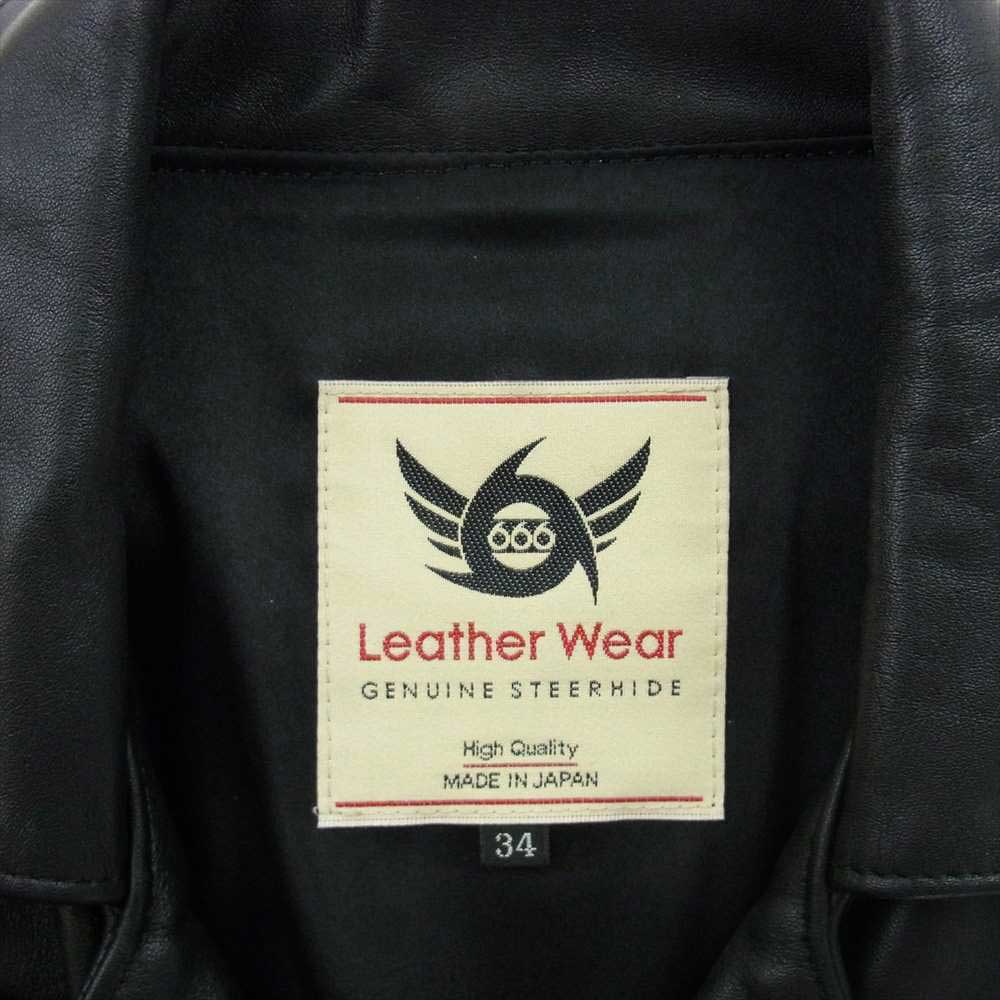 666
Leather Wear
GENUINE STEERHIDE
High Quality
MADE IN JAPAN
34